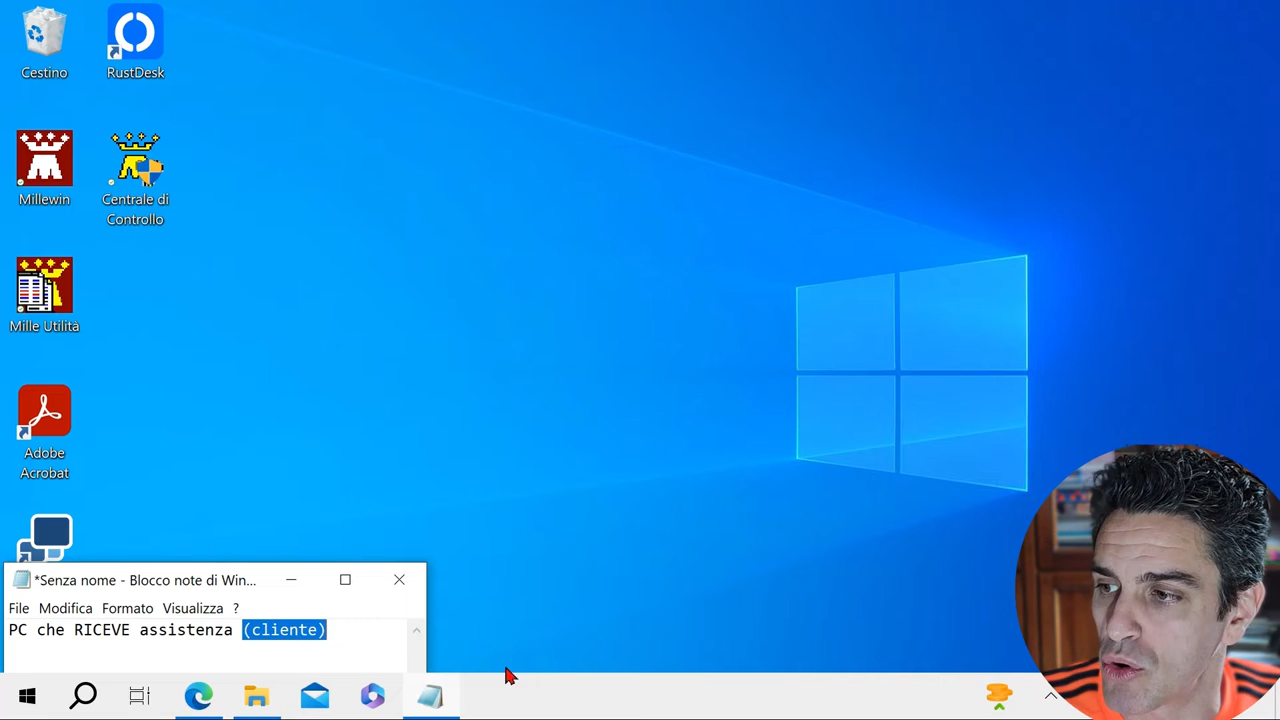 Cestino
RustDesk
Millewin
Centrale di
Controllo
Mille Utilita
Adobe
Acrobat
*Senza nome - Blocco note di Win...
File Modifica Formato Visualizza ?
PC che RICEVE assistenza (cliente)